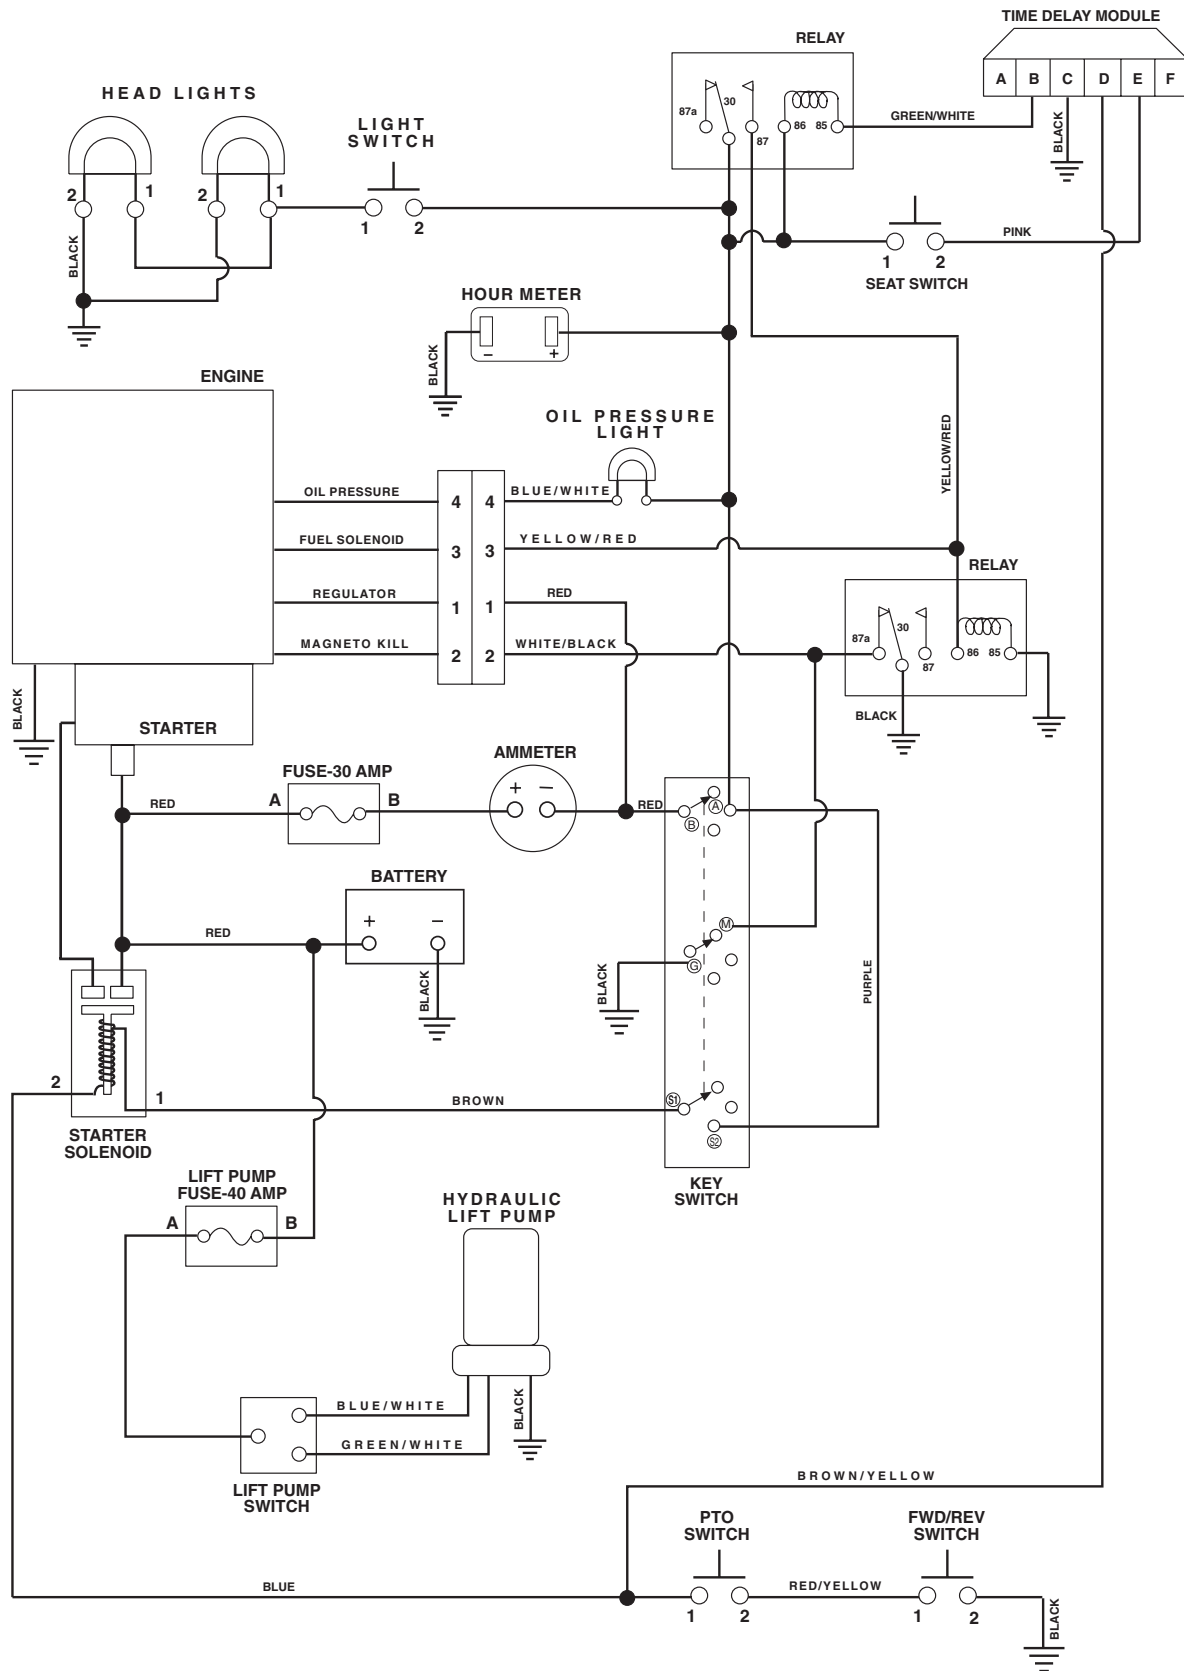 TIME DELAY MODULE
A B C D E F
RELAY
87a
30
87
86
85
GREEN/WHITE
BLACK
HEAD LIGHTS
2
1
2
1
BLACK
LIGHT
SWITCH
1
2
PINK
1
2
SEAT SWITCH
HOUR METER
–
+
BLACK
ENGINE
OIL PRESSURE
LIGHT
YELLOW/RED
OIL PRESSURE
4
4
BLUE/WHITE
FUEL SOLENOID
3
3
YELLOW/RED
REGULATOR
1
1
RED
MAGNETO KILL
2
2
WHITE/BLACK
RELAY
87a
30
87
86
85
BLACK
BLACK
STARTER
FUSE-30 AMP
RED
A
B
AMMETER
+
–
RED
B
A
BATTERY
+
–
RED
BLACK
M
G
BLACK
PURPLE
2
1
STARTER
SOLENOID
BROWN
S1
S2
KEY
SWITCH
LIFT PUMP
FUSE-40 AMP
A
B
HYDRAULIC
LIFT PUMP
BLUE/WHITE
GREEN/WHITE
BLACK
LIFT PUMP
SWITCH
BROWN/YELLOW
PTO
SWITCH
FWD/REV
SWITCH
BLUE
1
2
RED/YELLOW
1
2
BLACK